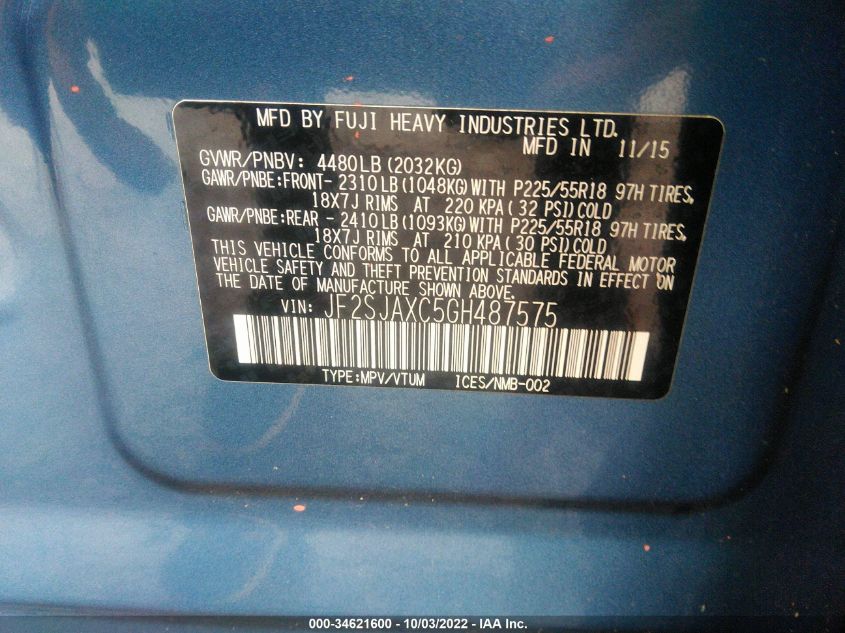 MFD BY FUJI HEAVY INDUSTRIES LTD.
MFD IN 11/15
GVWR/PNBV: 4480LB (2032KG)
GAWR/PNBE:FRONT- 2310LB (1048KG) WITH P225/55R18 97H TIRES,
18X7J RIMS AT 220 KPA ( 32 PSI) COLD
GAWR/PNBE:REAR - 2410LB (1093KG) WITH P225/55R18 97H TIRES,
18X7J RIMS AT 210 KPA ( 30 PSI) COLD
THIS VEHICLE CONFORMS TO ALL APPLICABLE FEDERAL MOTOR
VEHICLE SAFETY AND THEFT PREVENTION STANDARDS IN EFFECT ON
THE DATE OF MANUFACTURE SHOWN ABOVE.
VIN: JF2SJAXC5GH487575
TYPE:MPV/VTUM ICES/NMB-002
000-34621600 - 10/03/2022 - IAA Inc.